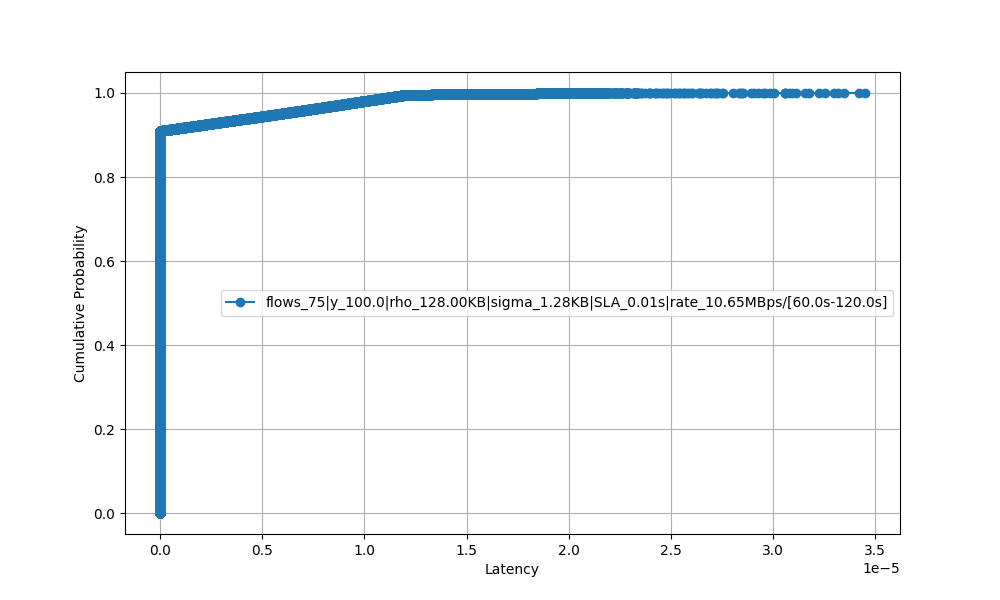 1.0
0.8
0.6
0.4
0.2
0.0
Cumulative Probability
flows_75|y_100.0|rho_128.00KB|sigma_1.28KB|SLA_0.01s|rate_10.65MBps/[60.0s-120.0s]
0.0 0.5 1.0 1.5 2.0 2.5 3.0 3.5
1e−5
Latency